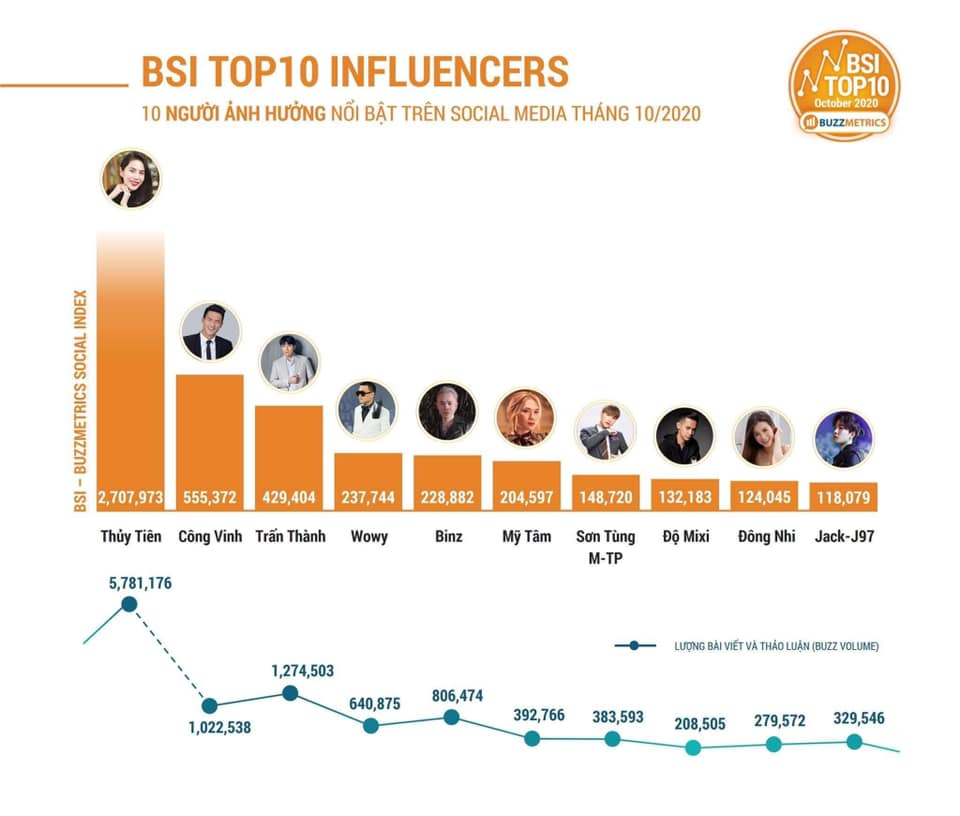 BSI TOP10 INFLUENCERS
10 NGƯỜI ẢNH HƯỞNG NỔI BẬT TRÊN SOCIAL MEDIA THÁNG 10/2020
BSI
TOP10
October 2020
BUZZMETRICS
BSI – BUZZMETRICS SOCIAL INDEX
2,707,973 555,372 429,404 237,744 228,882 204,597 148,720 132,183 124,045 118,079
Thủy Tiên Công Vinh Trấn Thành Wowy Binz Mỹ Tâm Sơn Tùng Độ Mixi Đông Nhi Jack-J97
M-TP
5,781,176
LƯỢNG BÀI VIẾT VÀ THẢO LUẬN (BUZZ VOLUME)
1,022,538 1,274,503 640,875 806,474 392,766 383,593 208,505 279,572 329,546